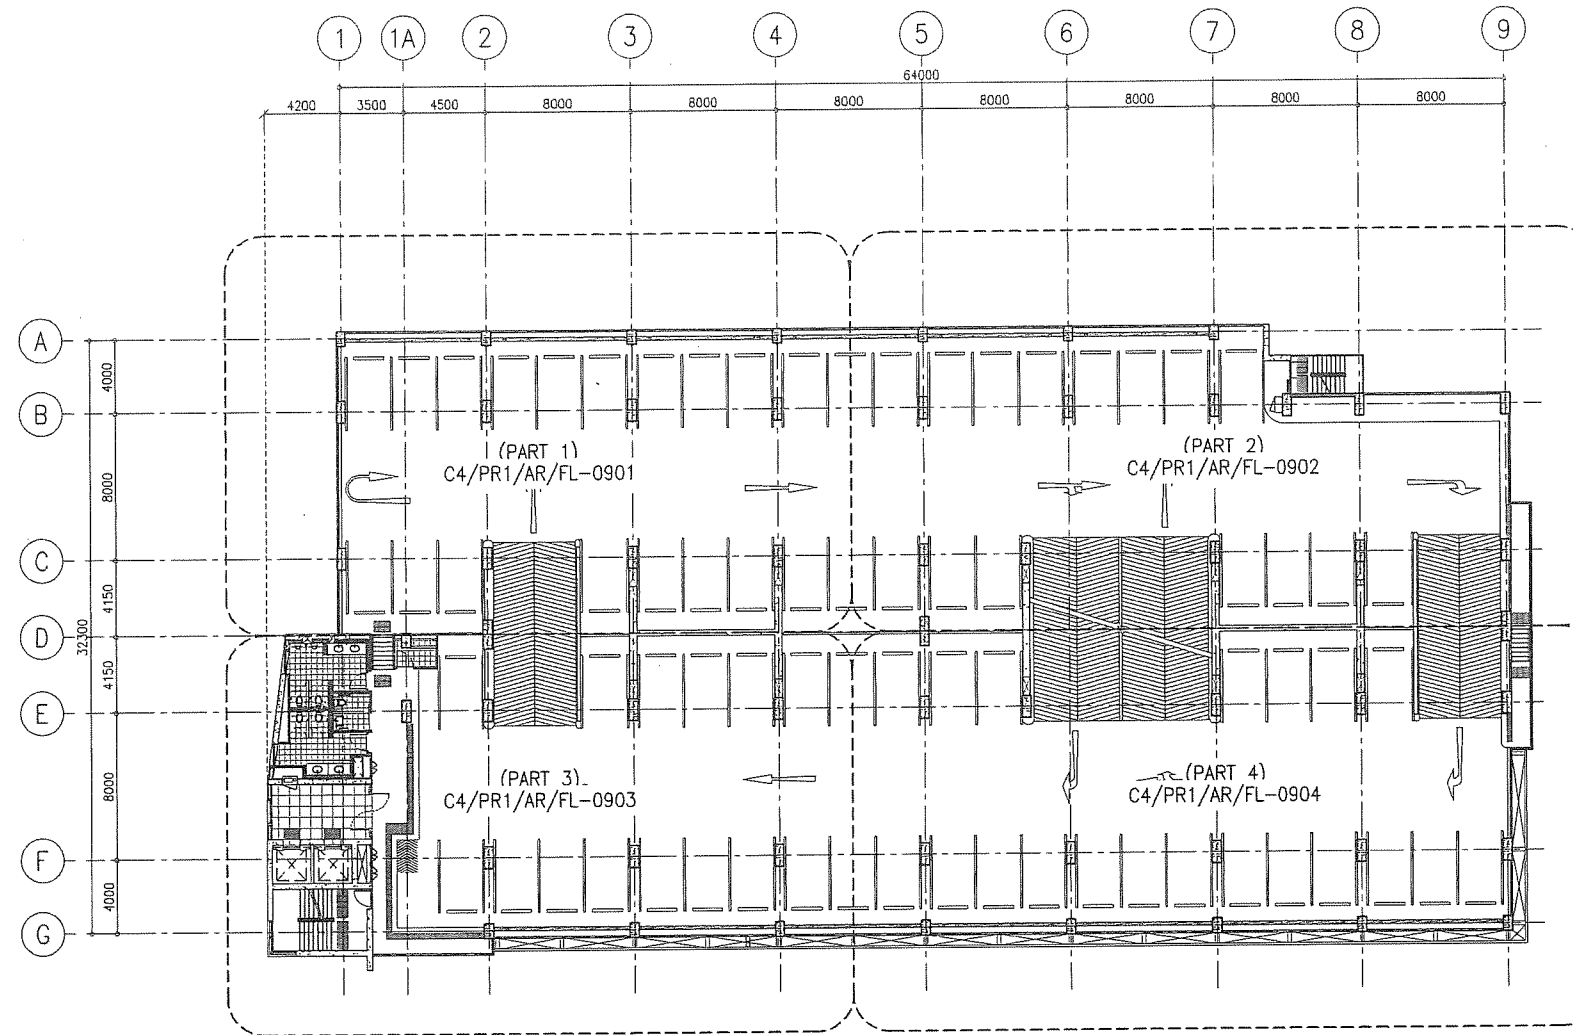 1 1A 2 3 4 5 6 7 8 9
64000
4200 3500 4500 8000 8000 8000 8000 8000 8000 8000
A
4000
B
(PART 1)
C4/PR1/AR/FL-0901
(PART 2)
C4/PR1/AR/FL-0902
8000
C
4150
D
32300
4150
E
(PART 3)
C4/PR1/AR/FL-0903
(PART 4)
C4/PR1/AR/FL-0904
8000
F
4000
G